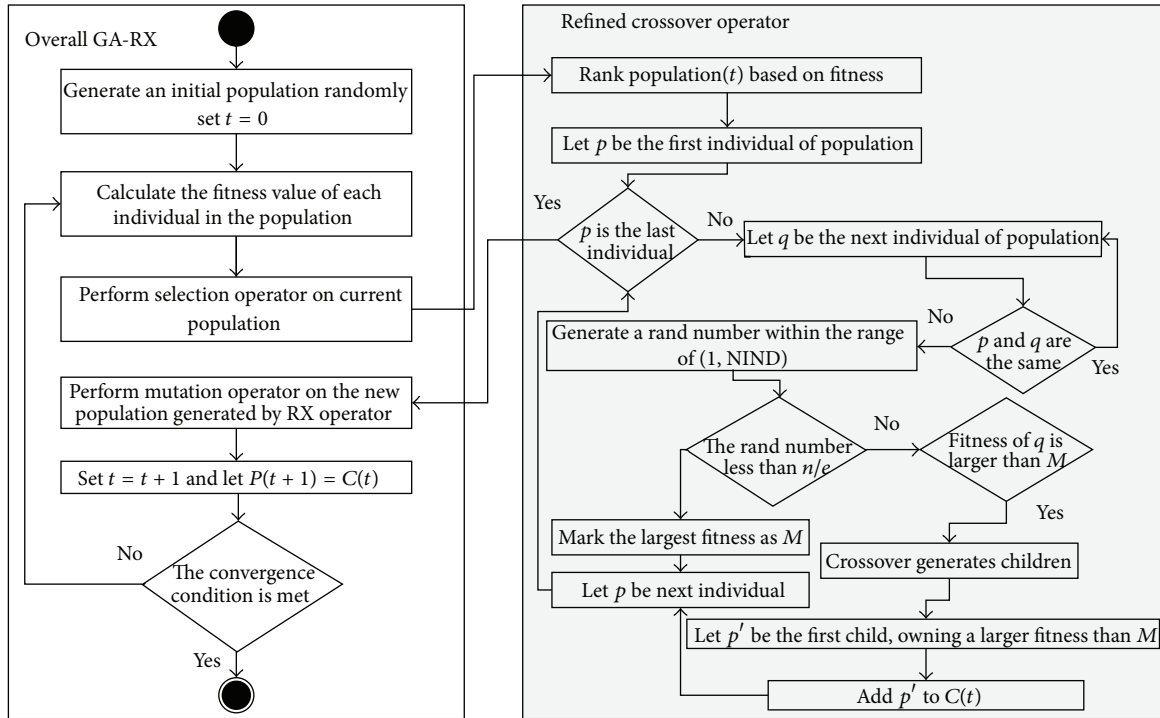 Overall GA-RX
Generate an initial population randomly
set t = 0
Calculate the fitness value of each
individual in the population
Perform selection operator on current
population
Perform mutation operator on the new
population generated by RX operator
Set t = t + 1 and let P(t + 1) = C(t)
No
The convergence
condition is met
Yes
Refined crossover operator
Rank population(t) based on fitness
Let p be the first individual of population
Yes
p is the last
individual
No
Let q be the next individual of population
p and q are
the same
Yes
No
Generate a rand number within the range
of (1, NIND)
The rand number
less than n/e
No
Fitness of q is
larger than M
Yes
Mark the largest fitness as M
Crossover generates children
Let p be next individual
Let p′ be the first child, owning a larger fitness than M
Add p′ to C(t)